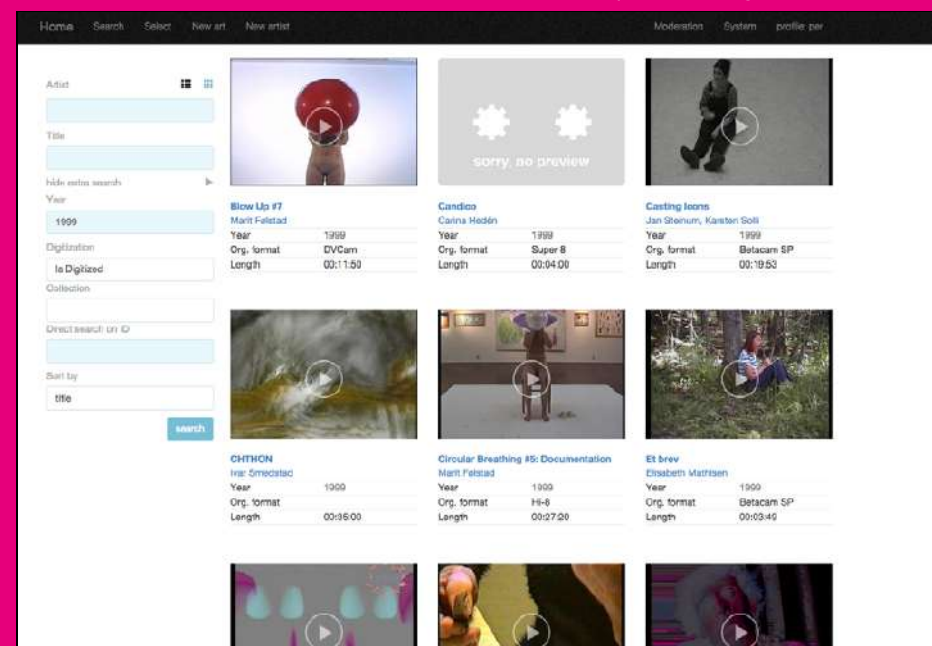 Home Search Select New art New artist Moderation System profile: per
Artist
Title
hide extra search
Year
1999
Digitization
Is Digitized
Collection
Direct search on ID
Sort by
title
search
sorry, no preview
Blow Up #7
Marit Følstad
Year 1999
Org. format DVCam
Length 00:11:50
Candice
Carina Hedén
Year 1999
Org. format Super 8
Length 00:04:00
Casting Icons
Jan Steinum, Karsten Solli
Year 1999
Org. format Betacam SP
Length 00:19:53
CHTHON
Ivar Smedstad
Year 1999
Org. format
Length 00:06:00
Circular Breathing #5: Documentation
Marit Følstad
Year 1999
Org. format Hi-8
Length 00:27:20
Et brev
Elisabeth Mathisen
Year 1999
Org. format Betacam SP
Length 00:03:49